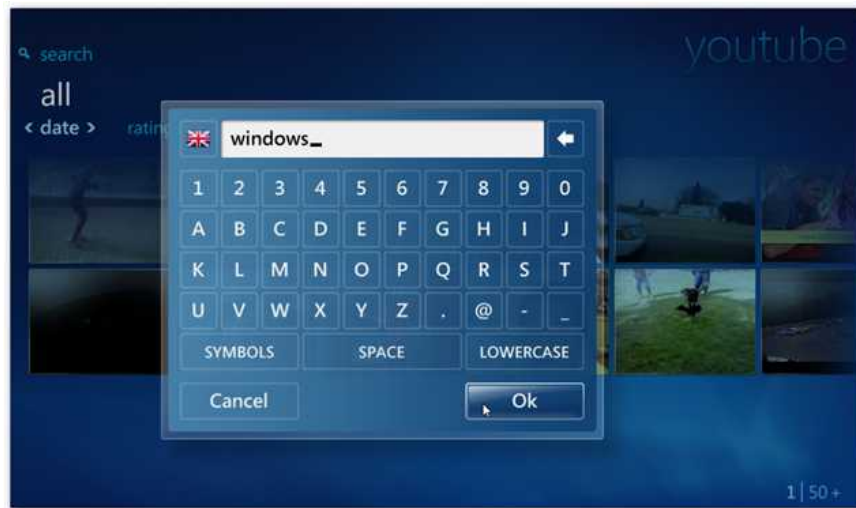 search
youtube
all
< date >
windows_
1 2 3 4 5 6 7 8 9 0
A B C D E F G H I J
K L M N O P Q R S T
U V W X Y Z . @ - _
SYMBOLS SPACE LOWERCASE
Cancel Ok
1 | 50 +